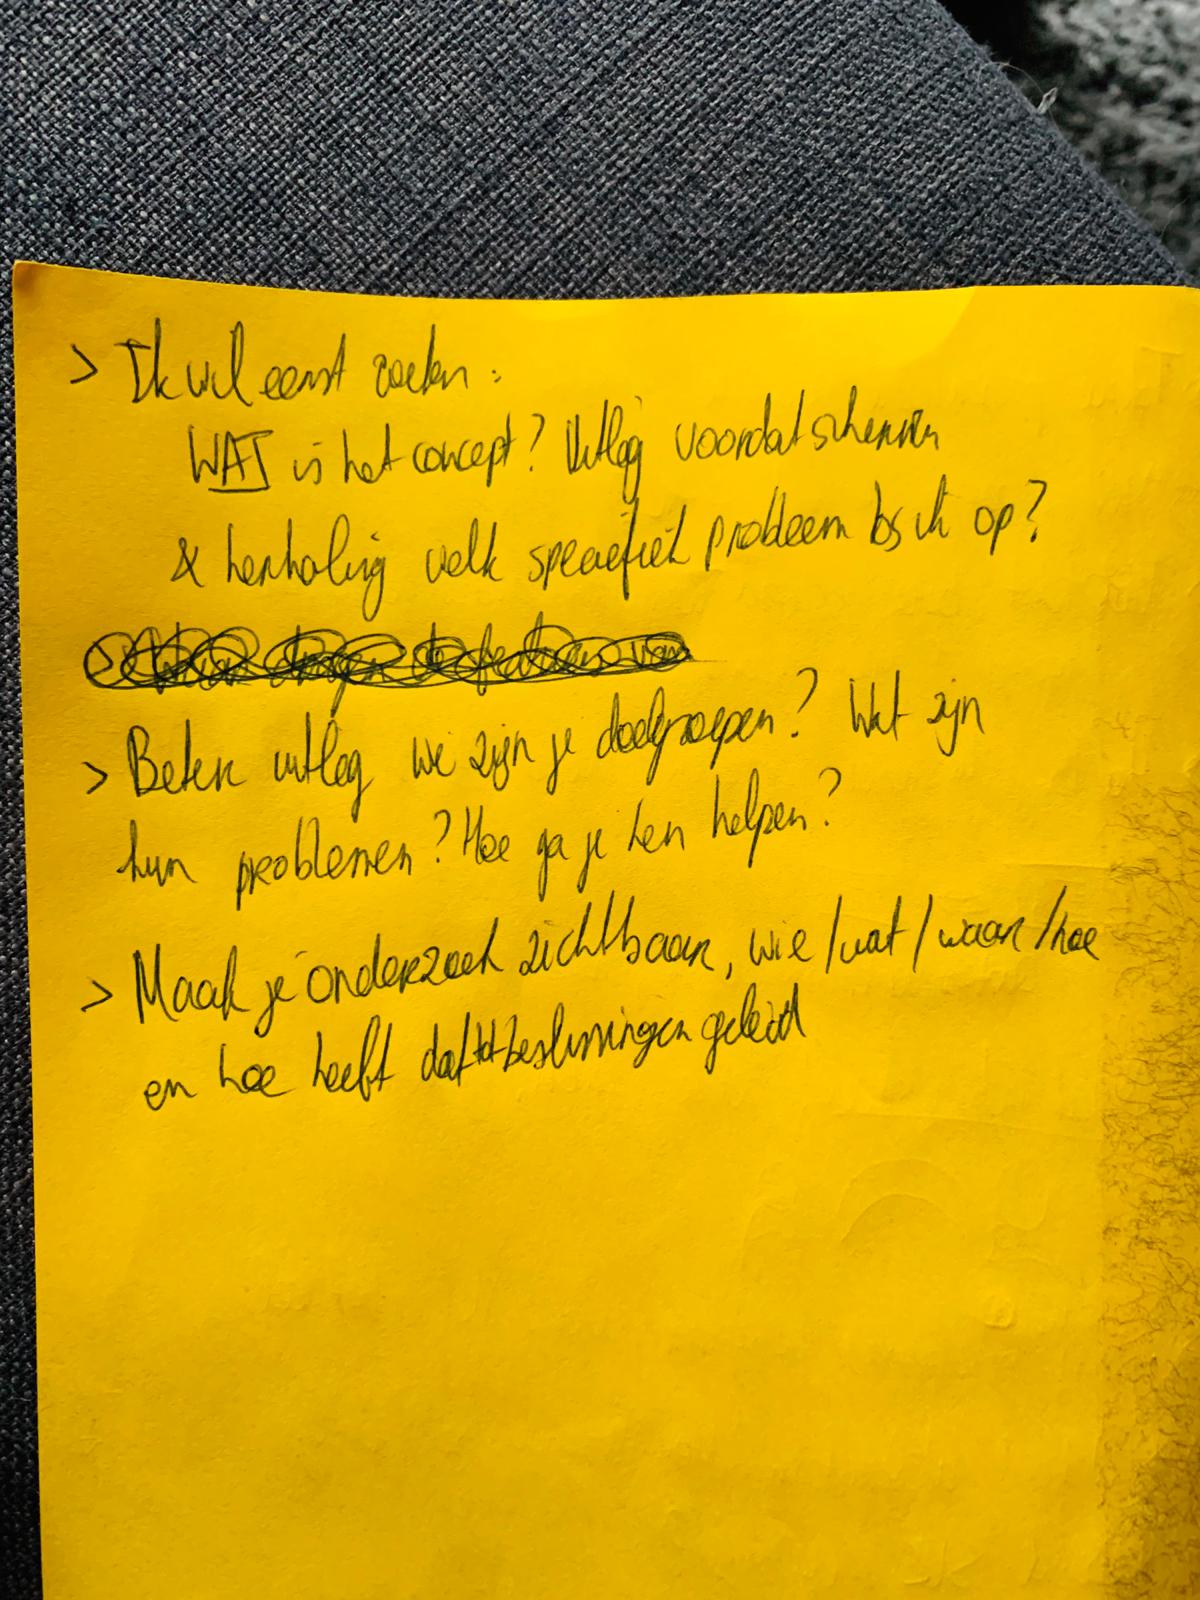 > Ik wil eerst zoeken:
WAT is het concept? Uitleg voordat schermen
& herhaling welk specifiek probleem los ik op?
> Beter uitleg wie zijn je doelgroepen? Wat zijn
hun problemen? Hoe ga je hen helpen?
> Maak je onderzoek zichtbaar, wie/wat/waar/hoe
en hoe heeft dat tot beslissingen geleid